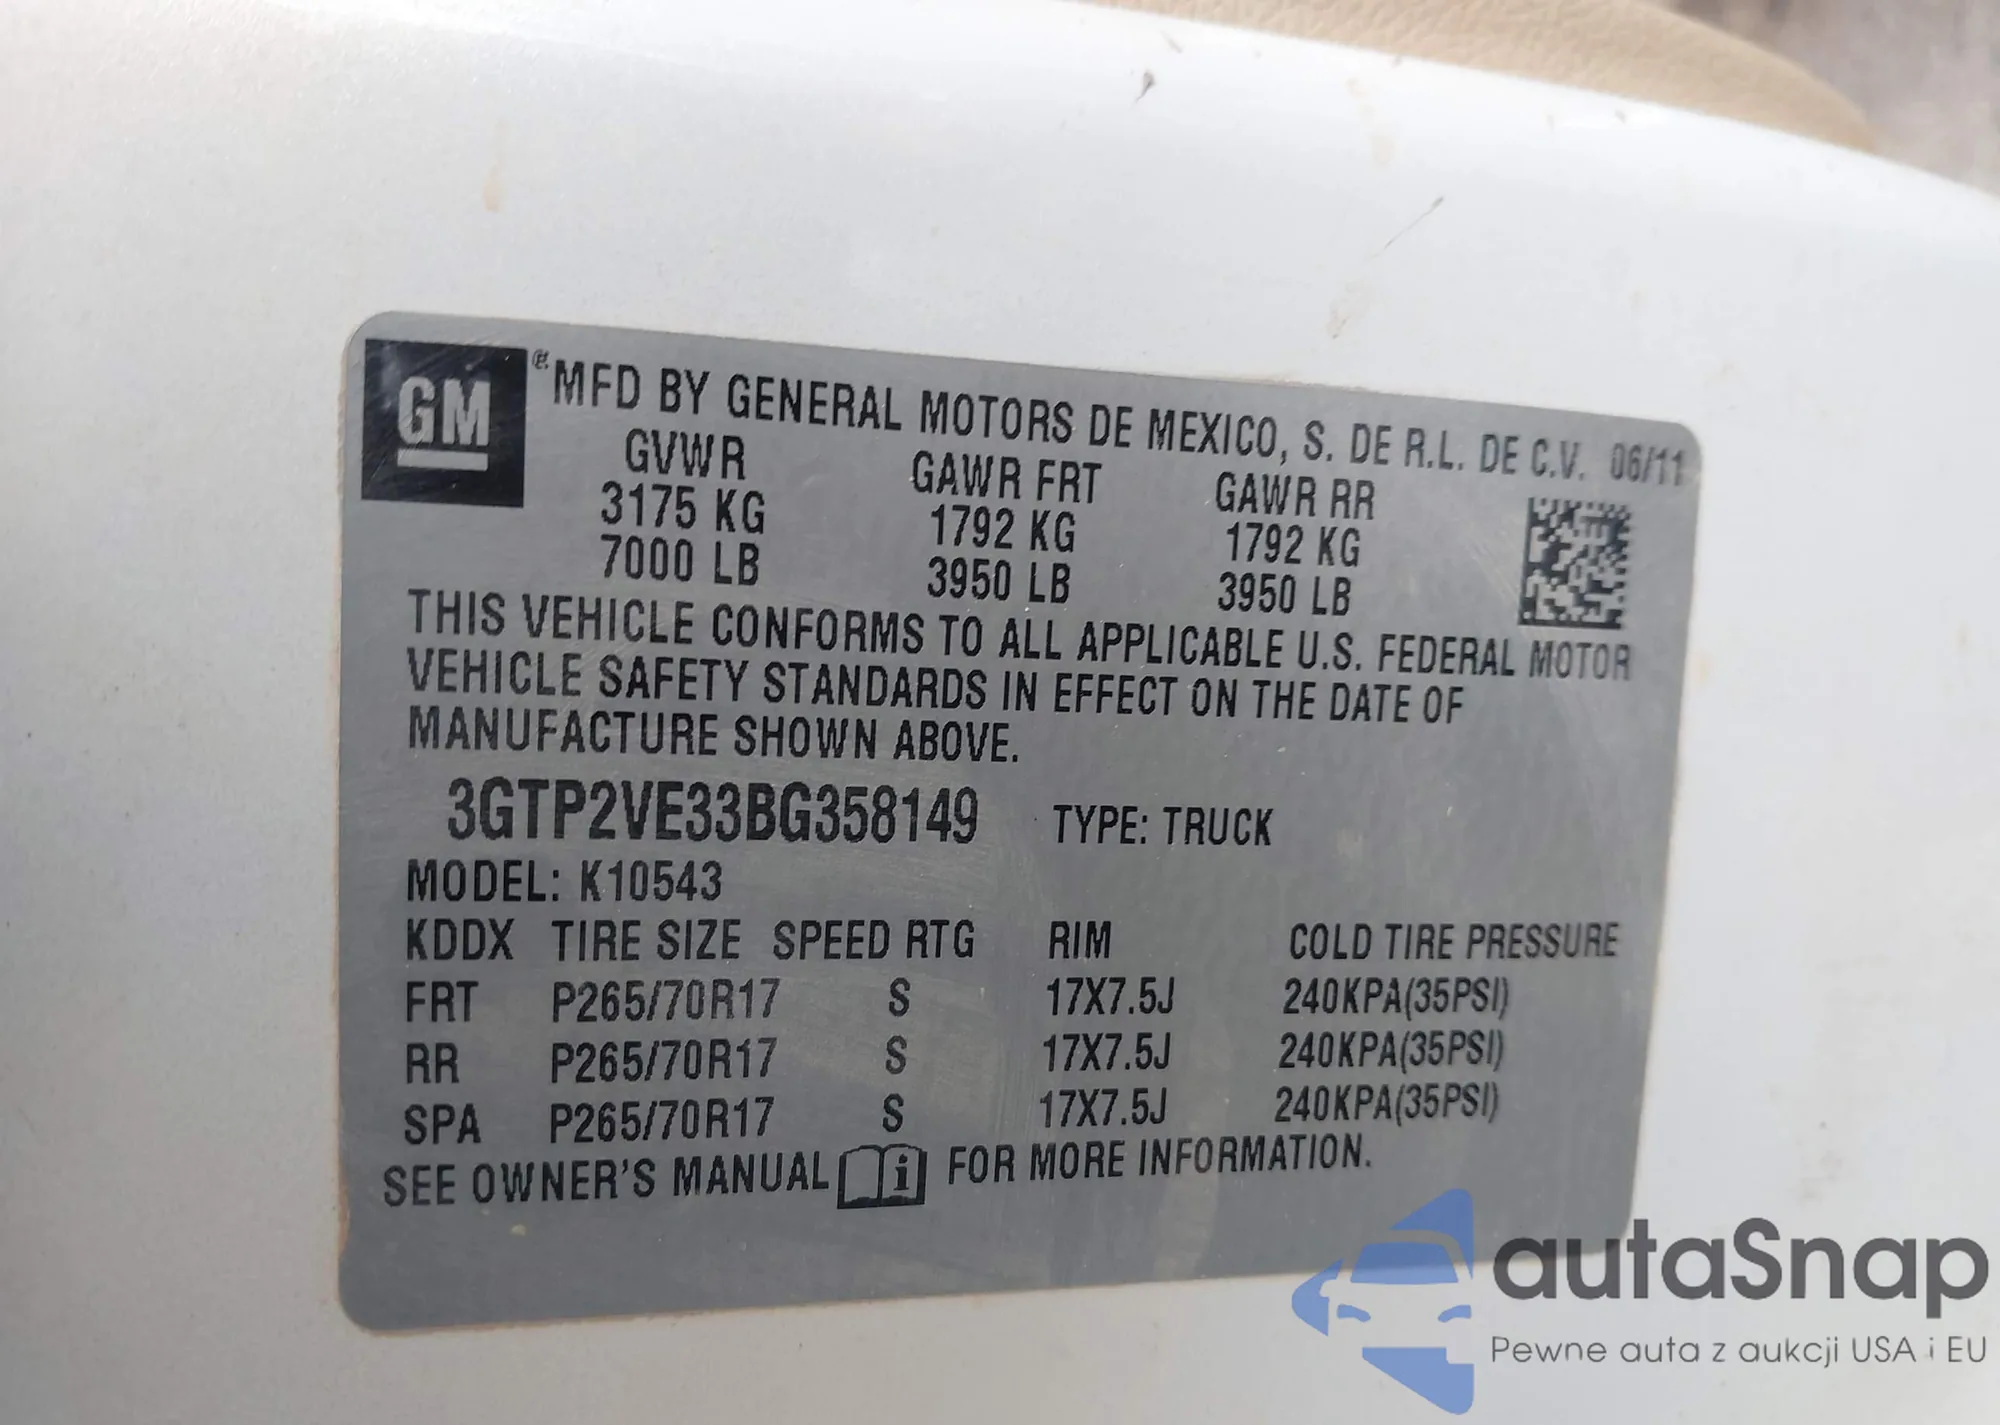 GM ® MFD BY GENERAL MOTORS DE MEXICO, S. DE R.L. DE C.V. 06/11
GVWR GAWR FRT GAWR RR
3175 KG 1792 KG 1792 KG
7000 LB 3950 LB 3950 LB
THIS VEHICLE CONFORMS TO ALL APPLICABLE U.S. FEDERAL MOTOR
VEHICLE SAFETY STANDARDS IN EFFECT ON THE DATE OF
MANUFACTURE SHOWN ABOVE.
3GTP2VE33BG358149 TYPE: TRUCK
MODEL: K10543
KDDX TIRE SIZE SPEED RTG RIM COLD TIRE PRESSURE
FRT P265/70R17 S 17X7.5J 240KPA(35PSI)
RR P265/70R17 S 17X7.5J 240KPA(35PSI)
SPA P265/70R17 S 17X7.5J 240KPA(35PSI)
SEE OWNER'S MANUAL i FOR MORE INFORMATION.
autaSnap
Pewne auta z aukcji USA i EU